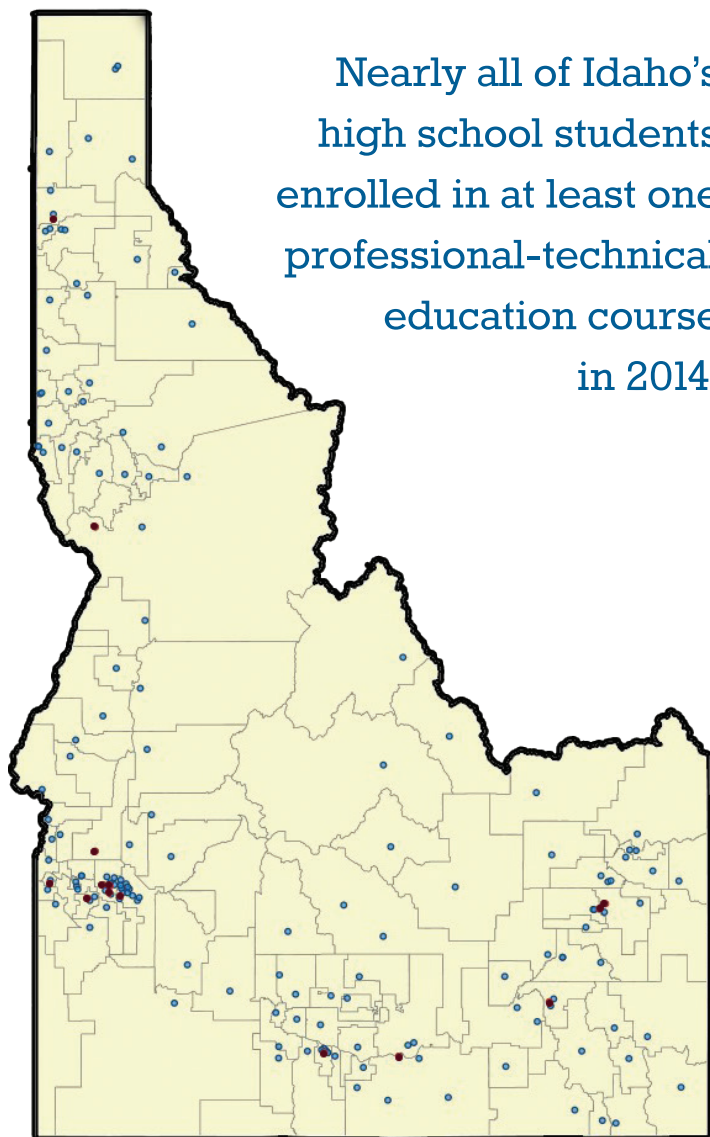 Nearly all of Idaho’s
high school students
enrolled in at least one
professional-technical
education course
in 2014